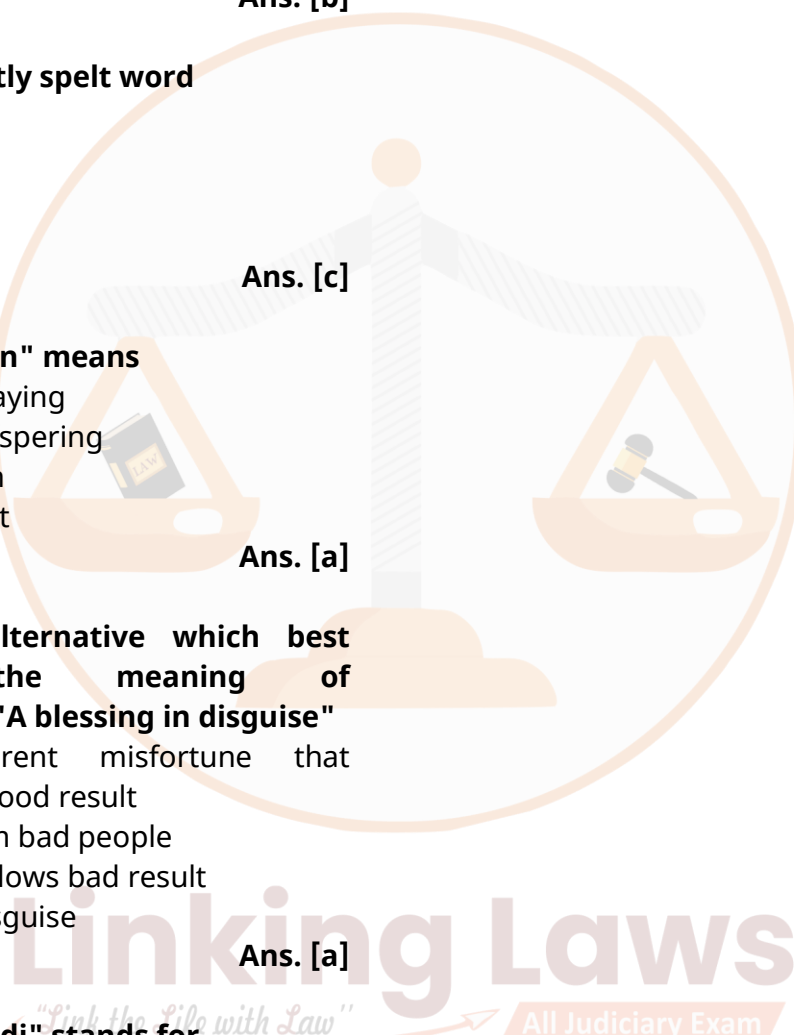 Ans. [b]
tly spelt word
Ans. [c]
n" means
aying
spering
n
t
Ans. [a]
lternative which best
the meaning of
"A blessing in disguise"
rent misfortune that
ood result
n bad people
lows bad result
sguise
Ans. [a]
Linking Laws
"Link the Life with Law"
All Judiciary Exam
di" stands for
LAW